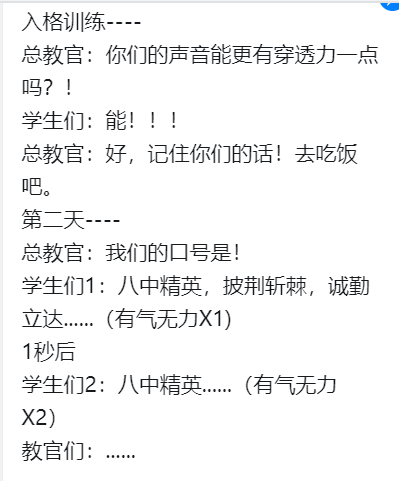 入格训练----
总教官：你们的声音能更有穿透力一点
吗？！
学生们：能！！！
总教官：好，记住你们的话！去吃饭
吧。
第二天----
总教官：我们的口号是！
学生们1：八中精英，披荆斩棘，诚勤
立达......（有气无力X1）
1秒后
学生们2：八中精英......（有气无力
X2）
教官们：......